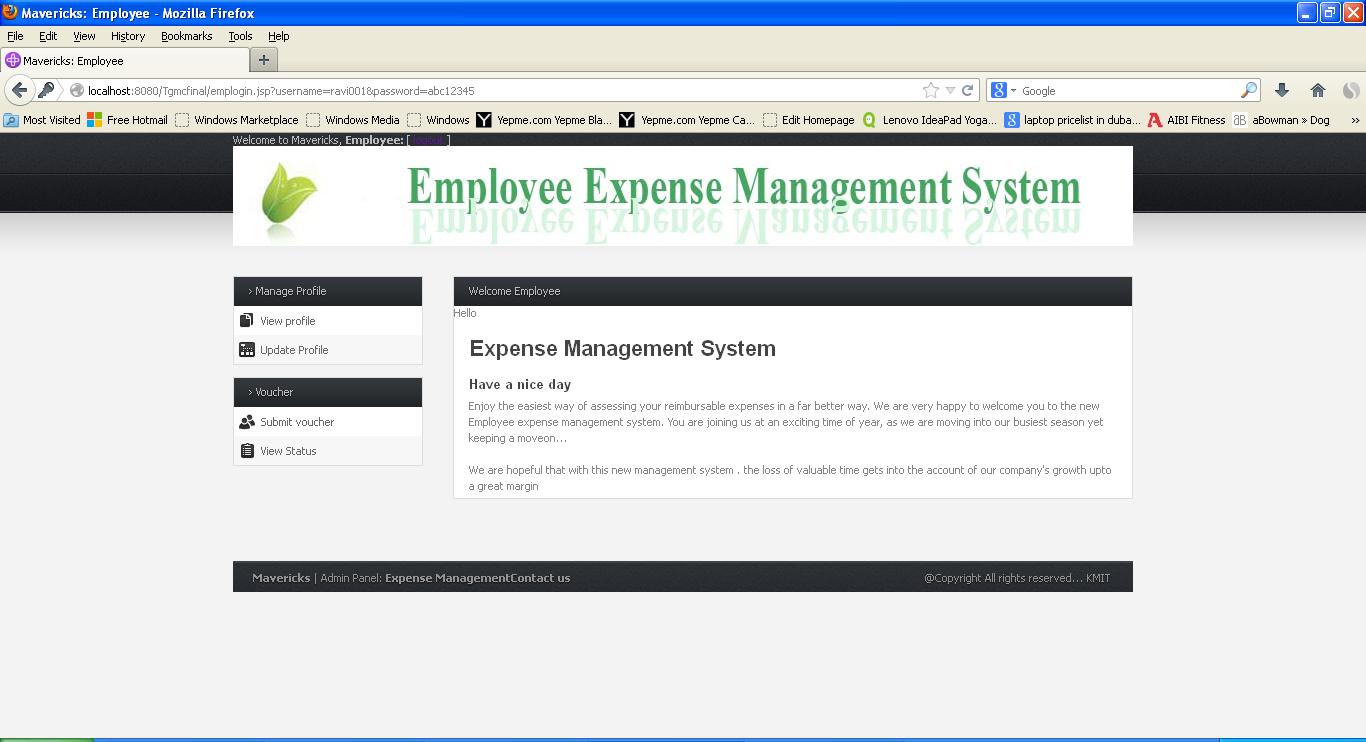 Mavericks: Employee - Mozilla Firefox
File Edit View History Bookmarks Tools Help
Mavericks: Employee
localhost:8080/Tgmcfinal/emplogin.jsp?username=ravi001&password=abc12345
Google
Most Visited Free Hotmail Windows Marketplace Windows Media Windows Yepme.com Yepme Bla... Yepme.com Yepme Ca... Edit Homepage Lenovo IdeaPad Yoga... laptop pricelist in duba... AIBI Fitness aBowman » Dog »
Welcome to Mavericks, Employee: [ logout ]
Employee Expense Management System
› Manage Profile
View profile
Update Profile
› Voucher
Submit voucher
View Status
Welcome Employee
Hello
Expense Management System
Have a nice day
Enjoy the easiest way of assessing your reimbursable expenses in a far better way. We are very happy to welcome you to the new
Employee expense management system. You are joining us at an exciting time of year, as we are moving into our busiest season yet
keeping a moveon...
We are hopeful that with this new management system . the loss of valuable time gets into the account of our company's growth upto
a great margin
Mavericks | Admin Panel: Expense ManagementContact us
@Copyright All rights reserved... KMIT